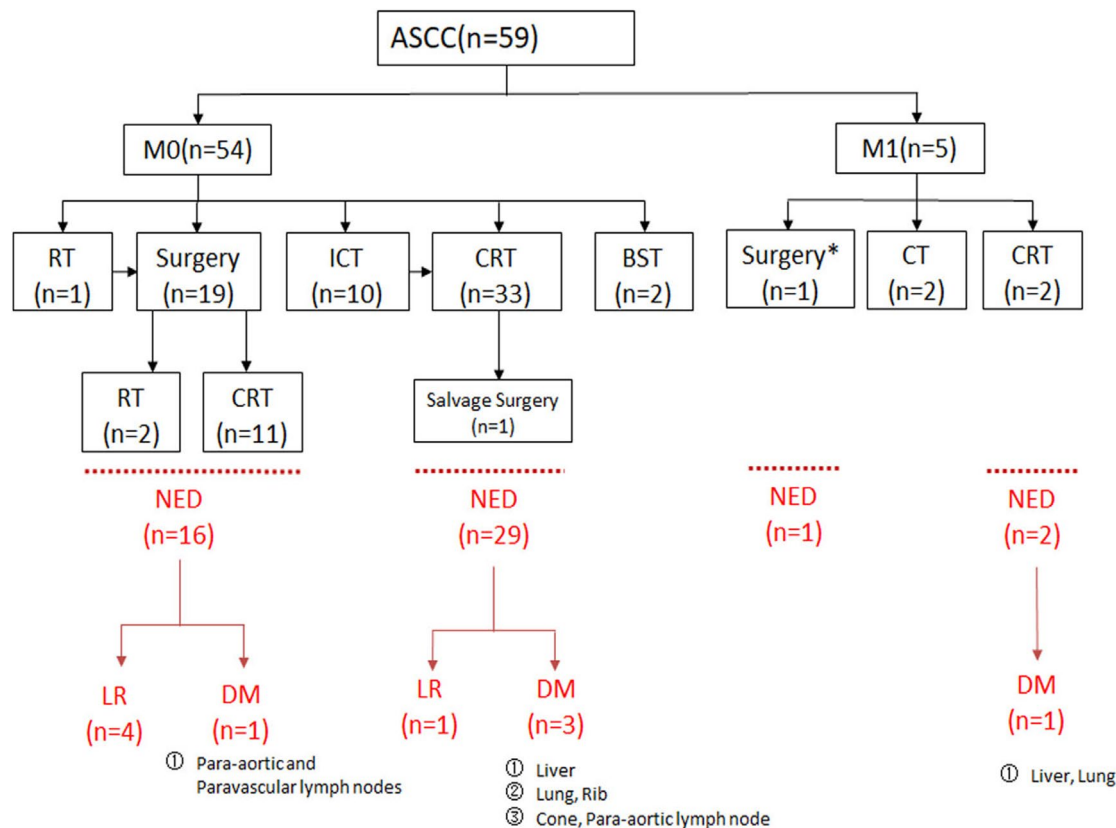 ASCC(n=59)
M0(n=54)
M1(n=5)
RT
(n=1)
Surgery
(n=19)
ICT
(n=10)
CRT
(n=33)
BST
(n=2)
Surgery*
(n=1)
CT
(n=2)
CRT
(n=2)
RT
(n=2)
CRT
(n=11)
Salvage Surgery
(n=1)
NED
(n=16)
NED
(n=29)
NED
(n=1)
NED
(n=2)
LR
(n=4)
DM
(n=1)
① Para-aortic and
Paravascular lymph nodes
LR
(n=1)
DM
(n=3)
① Liver
② Lung, Rib
③ Cone, Para-aortic lymph node
DM
(n=1)
① Liver, Lung